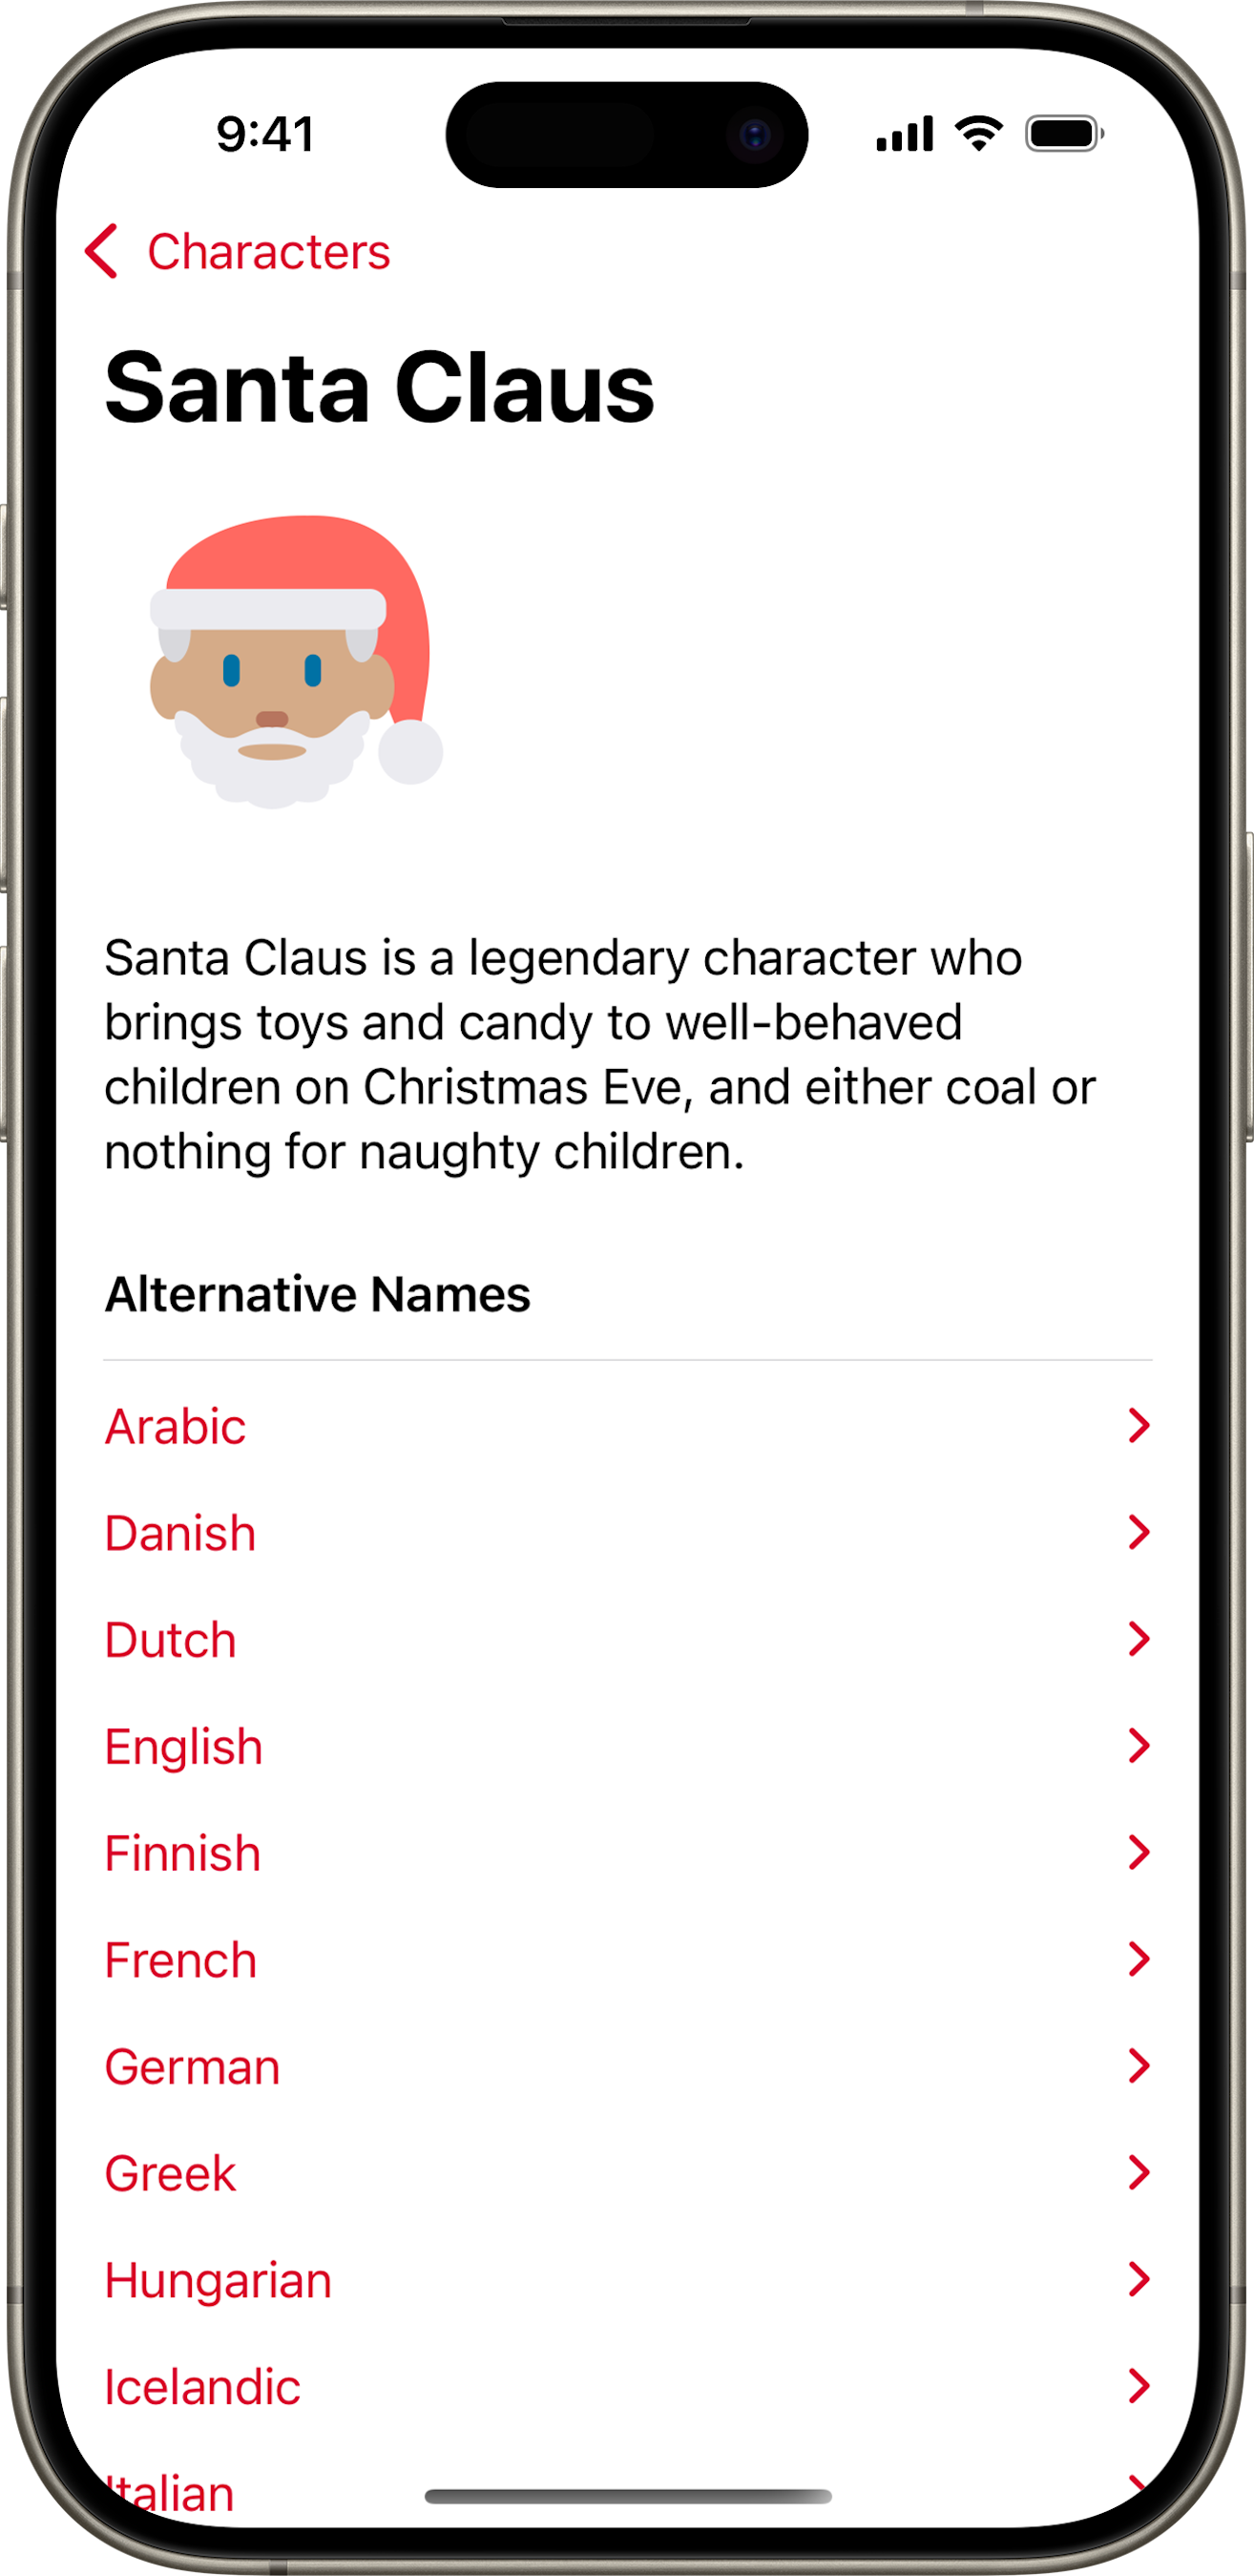 9:41
Characters
Santa Claus
Santa Claus is a legendary character who
brings toys and candy to well-behaved
children on Christmas Eve, and either coal or
nothing for naughty children.
Alternative Names
Arabic
Danish
Dutch
English
Finnish
French
German
Greek
Hungarian
Icelandic
Italian